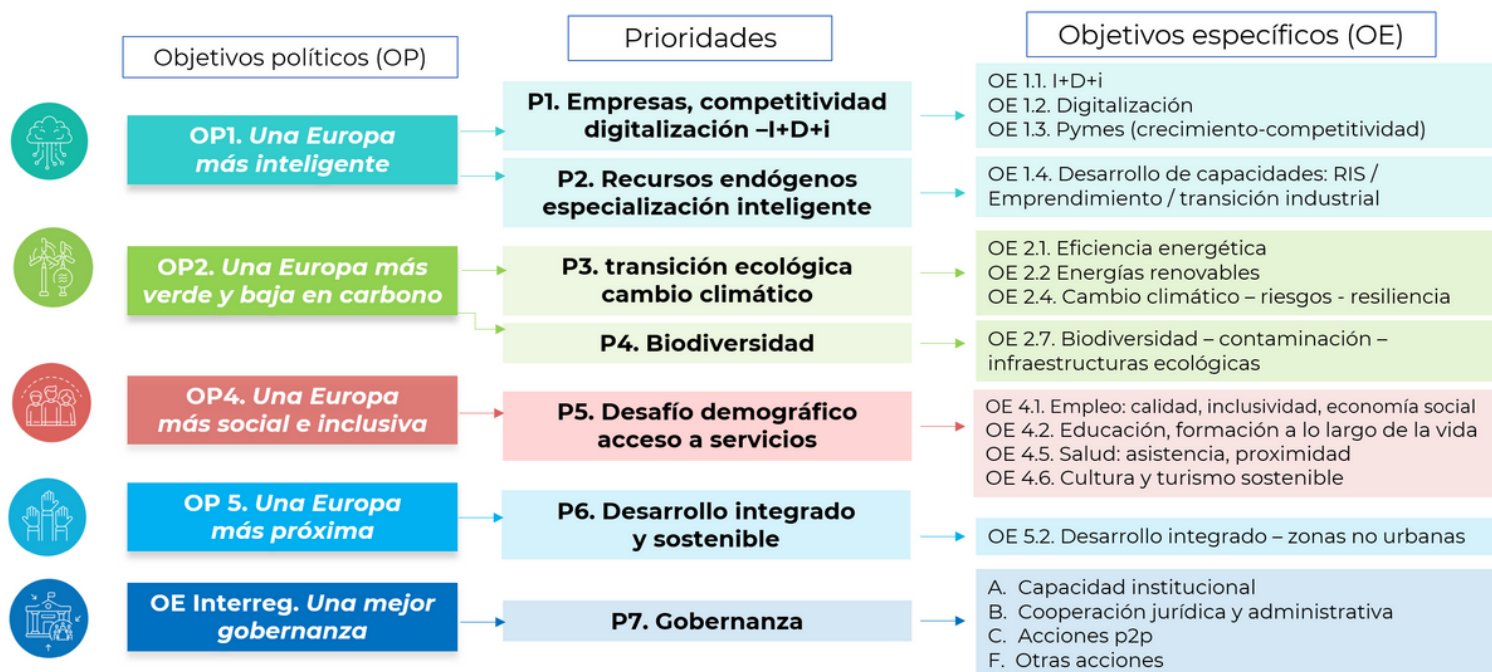 Objetivos políticos (OP)
Prioridades
Objetivos específicos (OE)
OP1. Una Europa
más inteligente
P1. Empresas, competitividad
digitalización –I+D+i
OE 1.1. I+D+i
OE 1.2. Digitalización
OE 1.3. Pymes (crecimiento-competitividad)
P2. Recursos endógenos
especialización inteligente
OE 1.4. Desarrollo de capacidades: RIS /
Emprendimiento / transición industrial
OP2. Una Europa más
verde y baja en carbono
P3. transición ecológica
cambio climático
OE 2.1. Eficiencia energética
OE 2.2 Energías renovables
OE 2.4. Cambio climático – riesgos - resiliencia
P4. Biodiversidad
OE 2.7. Biodiversidad – contaminación –
infraestructuras ecológicas
OP4. Una Europa
más social e inclusiva
P5. Desafío demográfico
acceso a servicios
OE 4.1. Empleo: calidad, inclusividad, economía social
OE 4.2. Educación, formación a lo largo de la vida
OE 4.5. Salud: asistencia, proximidad
OE 4.6. Cultura y turismo sostenible
OP 5. Una Europa
más próxima
P6. Desarrollo integrado
y sostenible
OE 5.2. Desarrollo integrado – zonas no urbanas
OE Interreg. Una mejor
gobernanza
P7. Gobernanza
A. Capacidad institucional
B. Cooperación jurídica y administrativa
C. Acciones p2p
F. Otras acciones